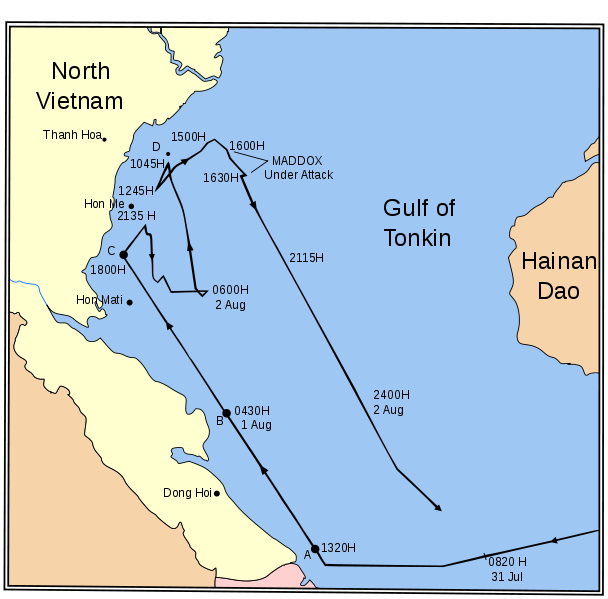 North
Vietnam
Thanh Hoa
D
1500H
1600H
1045H
MADDOX
Under Attack
1630H
1245H
Hon Me
2135 H
Gulf of
Tonkin
C
1800H
2115H
Hainan
Dao
Hon Mati
0600H
2 Aug
2400H
2 Aug
B
0430H
1 Aug
Dong Hoi
A
1320H
0820 H
31 Jul